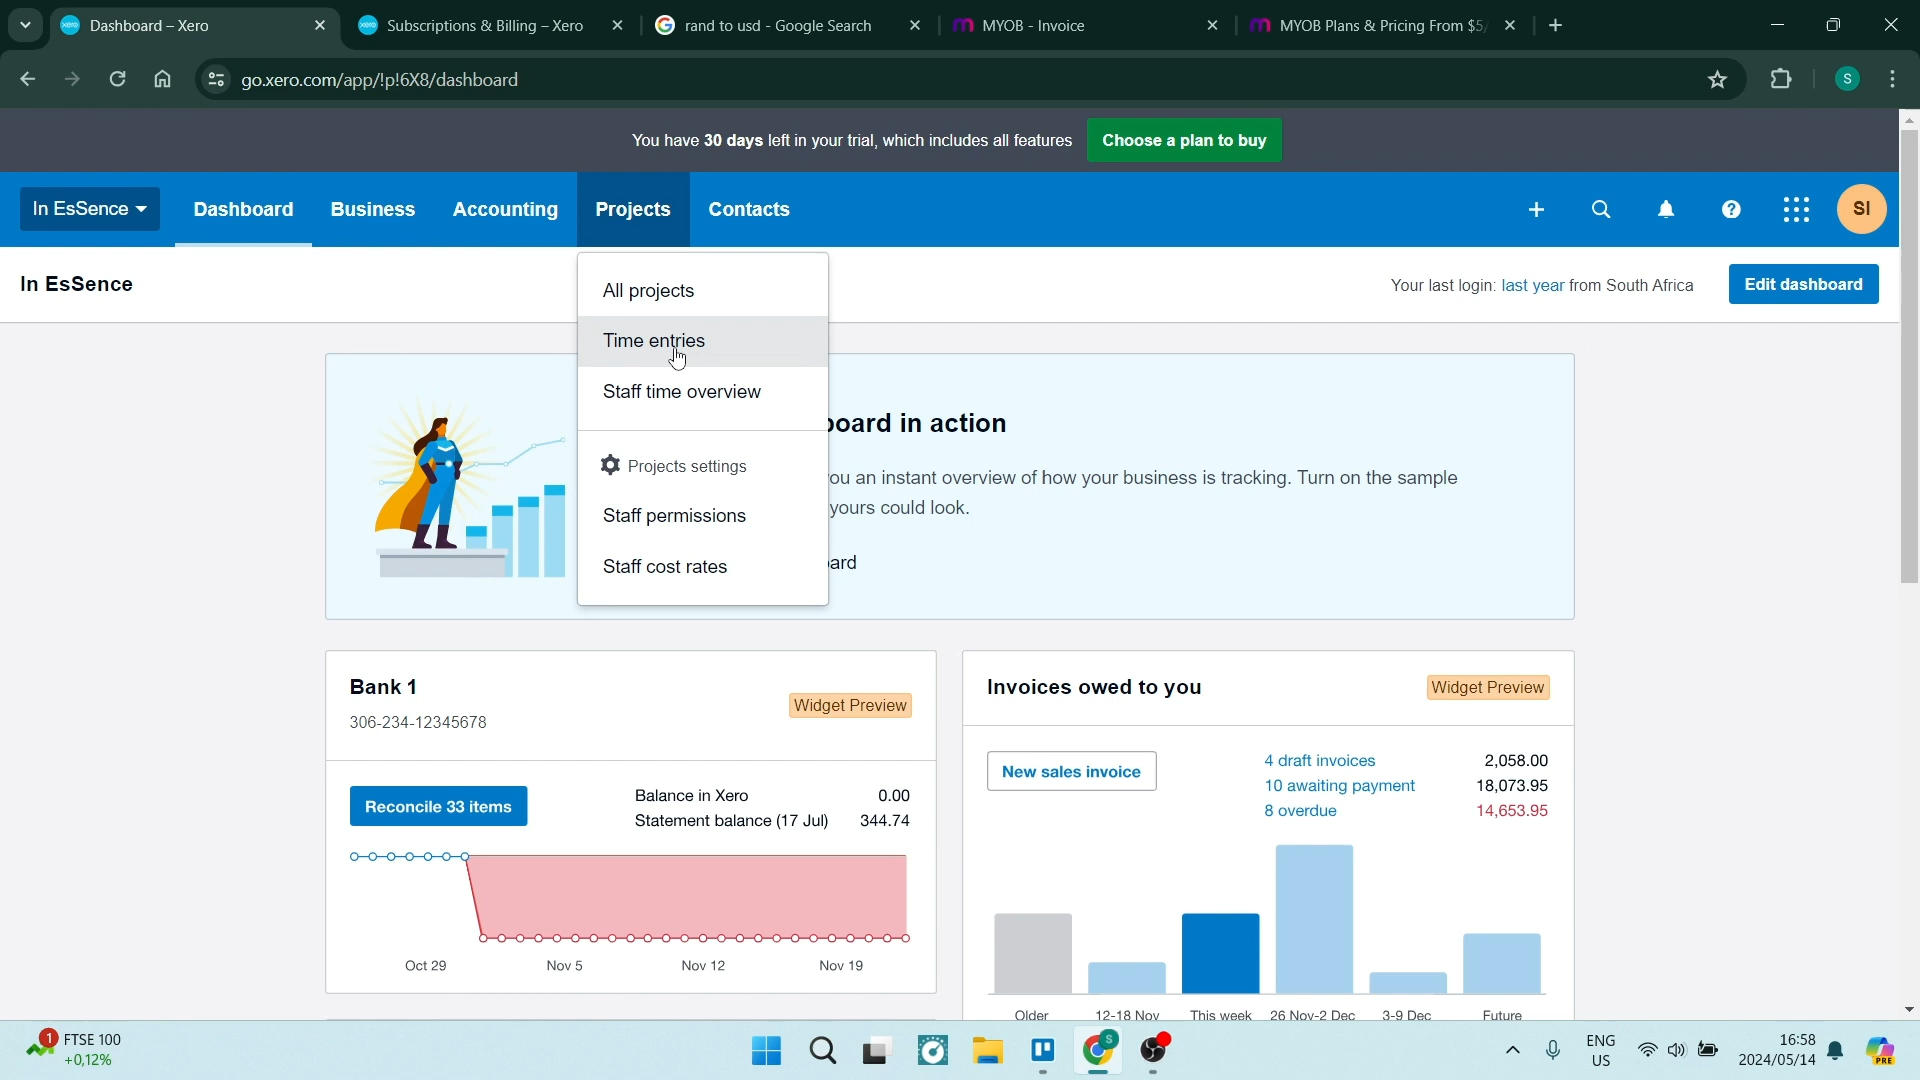 Dashboard – Xero
Subscriptions & Billing – Xero
rand to usd - Google Search
MYOB - Invoice
MYOB Plans & Pricing From $5/
go.xero.com/app/!p!6X8/dashboard
S
You have 30 days left in your trial, which includes all features
Choose a plan to buy
In EsSence
Dashboard
Business
Accounting
Projects
Contacts
SI
In EsSence
Your last login: last year from South Africa
Edit dashboard
All projects
Time entries
Staff time overview
Projects settings
Staff permissions
Staff cost rates
board in action
you an instant overview of how your business is tracking. Turn on the sample
yours could look.
ard
Bank 1
306-234-12345678
Widget Preview
Reconcile 33 items
Balance in Xero 0.00
Statement balance (17 Jul) 344.74
Oct 29 Nov 5 Nov 12 Nov 19
Invoices owed to you
Widget Preview
New sales invoice
4 draft invoices 2,058.00
10 awaiting payment 18,073.95
8 overdue 14,653.95
Older 12-18 Nov This week 26 Nov-2 Dec 3-9 Dec Future
1
FTSE 100
+0,12%
S
ENG
US
16:58
2024/05/14
PRE